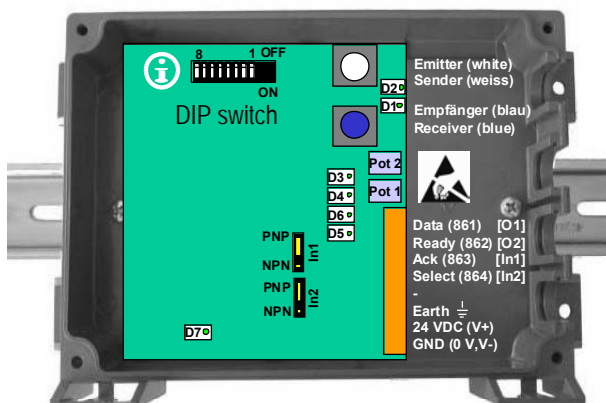 8 1 OFF
ON
DIP switch
Emitter (white)
Sender (weiss)
D2
D1
Empfänger (blau)
Receiver (blue)
Pot 2
Pot 1
D3
D4
D6
D5
PNP
NPN
In1
PNP
NPN
In2
D7
Data (861) [O1]
Ready (862) [O2]
Ack (863) [In1]
Select (864) [In2]
-
Earth
24 VDC (V+)
GND (0 V,V-)